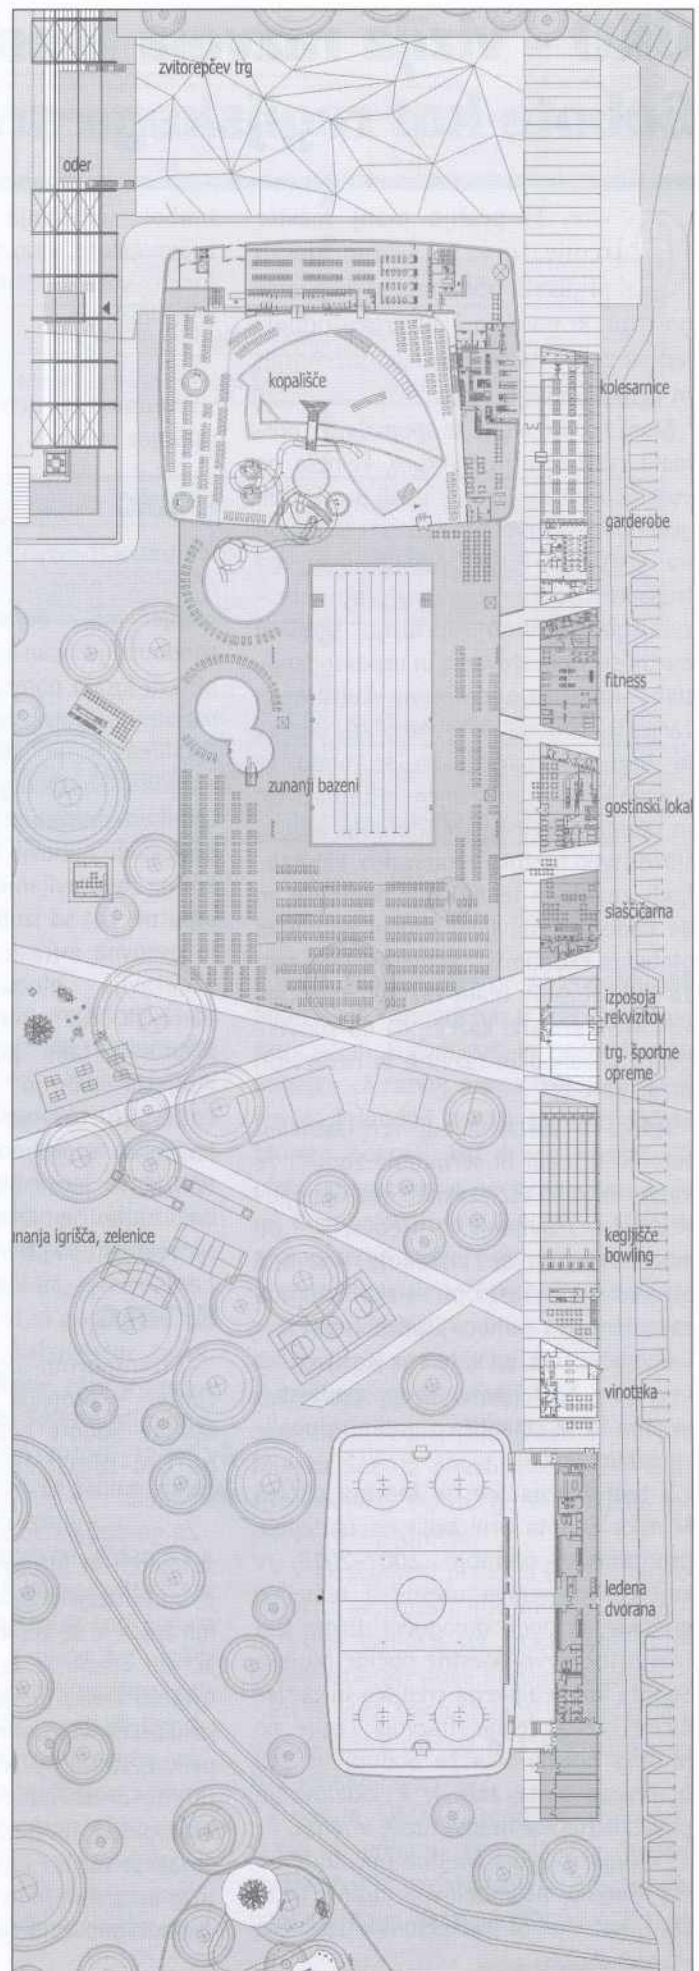 zvitorepčev trg
oder
kopališče
kolesarnice
garderobe
fitness
zunanji bazeni
gostinski lokal
slaščičarna
izposoja
rekvizitov
trg. športne
opreme
unanja igrišča, zelenice
kegljišče
bowling
vinoteka
ledena
dvorana